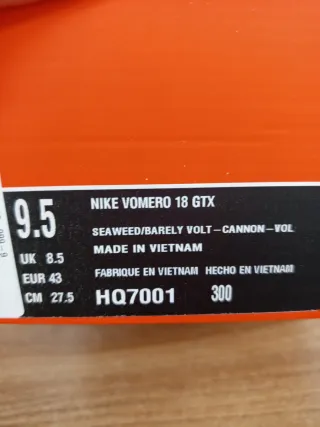 9.5
UK 8.5
EUR 43
CM 27.5
NIKE VOMERO 18 GTX
SEAWEED/BARELY VOLT-CANNON-VOL
MADE IN VIETNAM
FABRIQUE EN VIETNAM HECHO EN VIETNAM
HQ7001 300